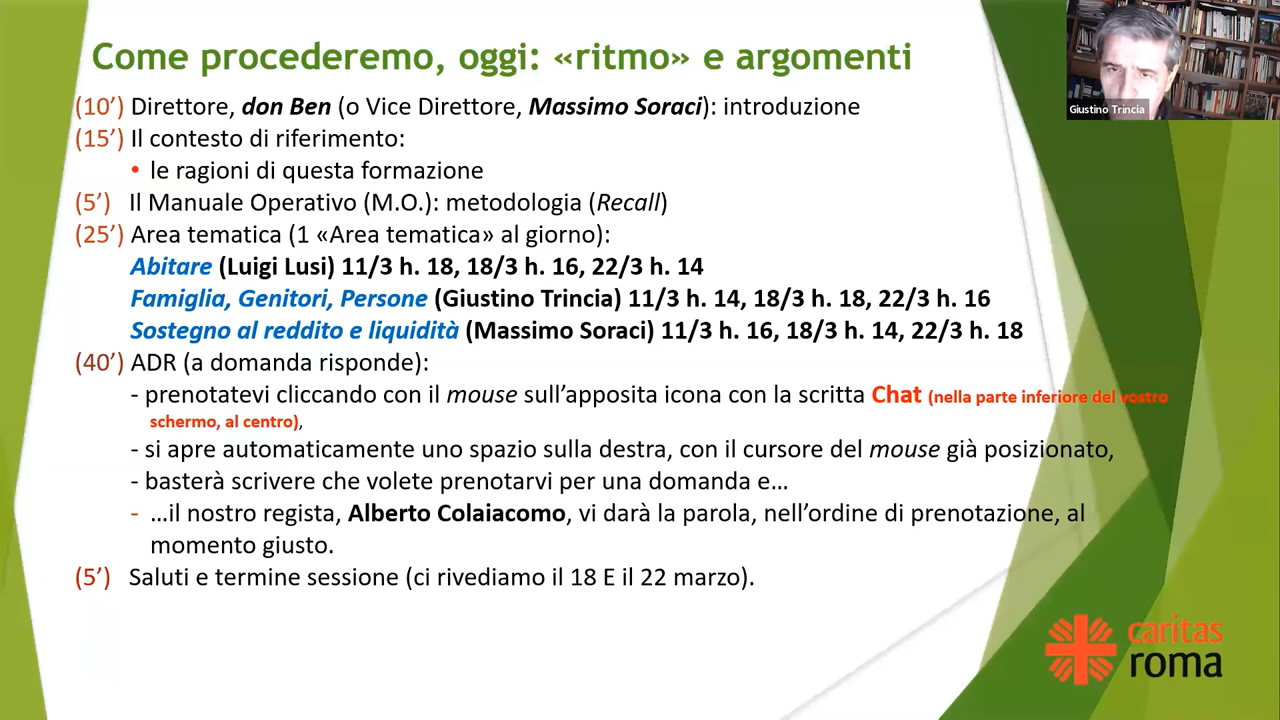 Come procederemo, oggi: «ritmo» e argomenti
Giustino Trincia
(10’) Direttore, don Ben (o Vice Direttore, Massimo Soraci): introduzione
(15’) Il contesto di riferimento:
• le ragioni di questa formazione
(5’) Il Manuale Operativo (M.O.): metodologia (Recall)
(25’) Area tematica (1 «Area tematica» al giorno):
Abitare (Luigi Lusi) 11/3 h. 18, 18/3 h. 16, 22/3 h. 14
Famiglia, Genitori, Persone (Giustino Trincia) 11/3 h. 14, 18/3 h. 18, 22/3 h. 16
Sostegno al reddito e liquidità (Massimo Soraci) 11/3 h. 16, 18/3 h. 14, 22/3 h. 18
(40’) ADR (a domanda risponde):
- prenotatevi cliccando con il mouse sull’apposita icona con la scritta Chat (nella parte inferiore del vostro
schermo, al centro),
- si apre automaticamente uno spazio sulla destra, con il cursore del mouse già posizionato,
- basterà scrivere che volete prenotarvi per una domanda e…
- …il nostro regista, Alberto Colaiacomo, vi darà la parola, nell’ordine di prenotazione, al
momento giusto.
(5’) Saluti e termine sessione (ci rivediamo il 18 E il 22 marzo).
caritas
roma